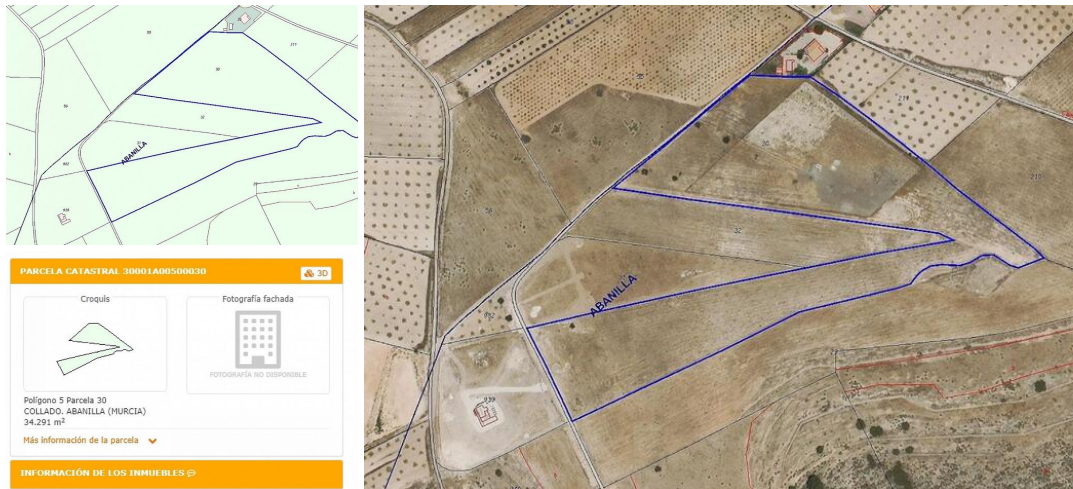 ABANILLA
PARCELA CATASTRAL 30001A00500030
3D
Croquis
Fotografía fachada
FOTOGRAFÍA NO DISPONIBLE
Polígono 5 Parcela 30
COLLADO. ABANILLA (MURCIA)
34.291 m²
Más información de la parcela
INFORMACIÓN DE LOS INMUEBLES
30
32
ABANILLA